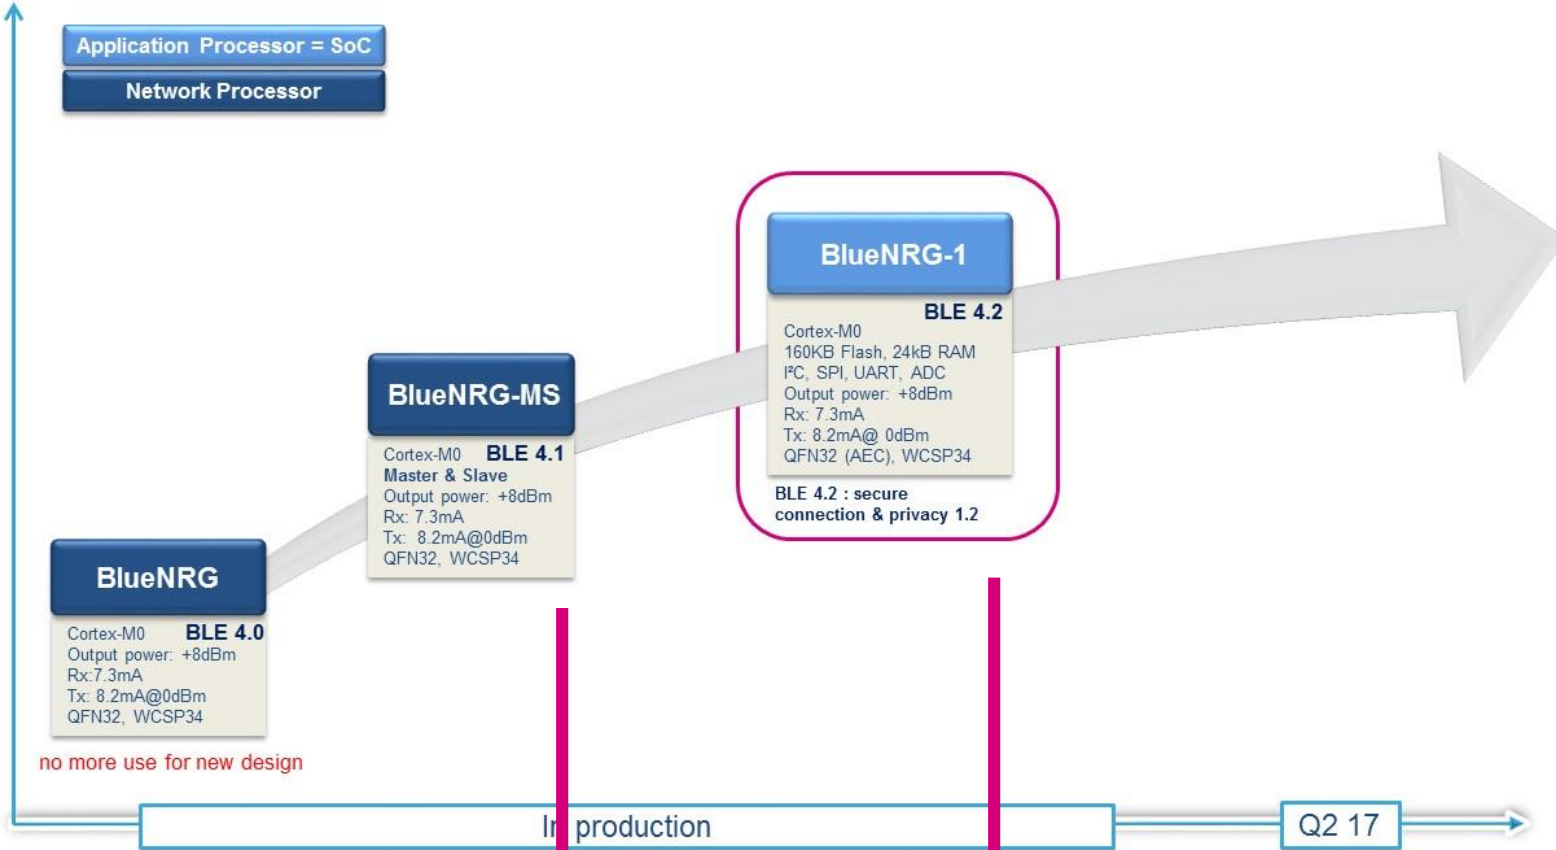 Application Processor = SoC
Network Processor
BlueNRG-1
BLE 4.2
Cortex-M0
160KB Flash, 24kB RAM
I²C, SPI, UART, ADC
Output power: +8dBm
Rx: 7.3mA
Tx: 8.2mA@ 0dBm
QFN32 (AEC), WCSP34
BLE 4.2 : secure
connection & privacy 1.2
BlueNRG-MS
Cortex-M0 BLE 4.1
Master & Slave
Output power: +8dBm
Rx: 7.3mA
Tx: 8.2mA@0dBm
QFN32, WCSP34
BlueNRG
Cortex-M0 BLE 4.0
Output power: +8dBm
Rx:7.3mA
Tx: 8.2mA@0dBm
QFN32, WCSP34
no more use for new design
In production
Q2 17